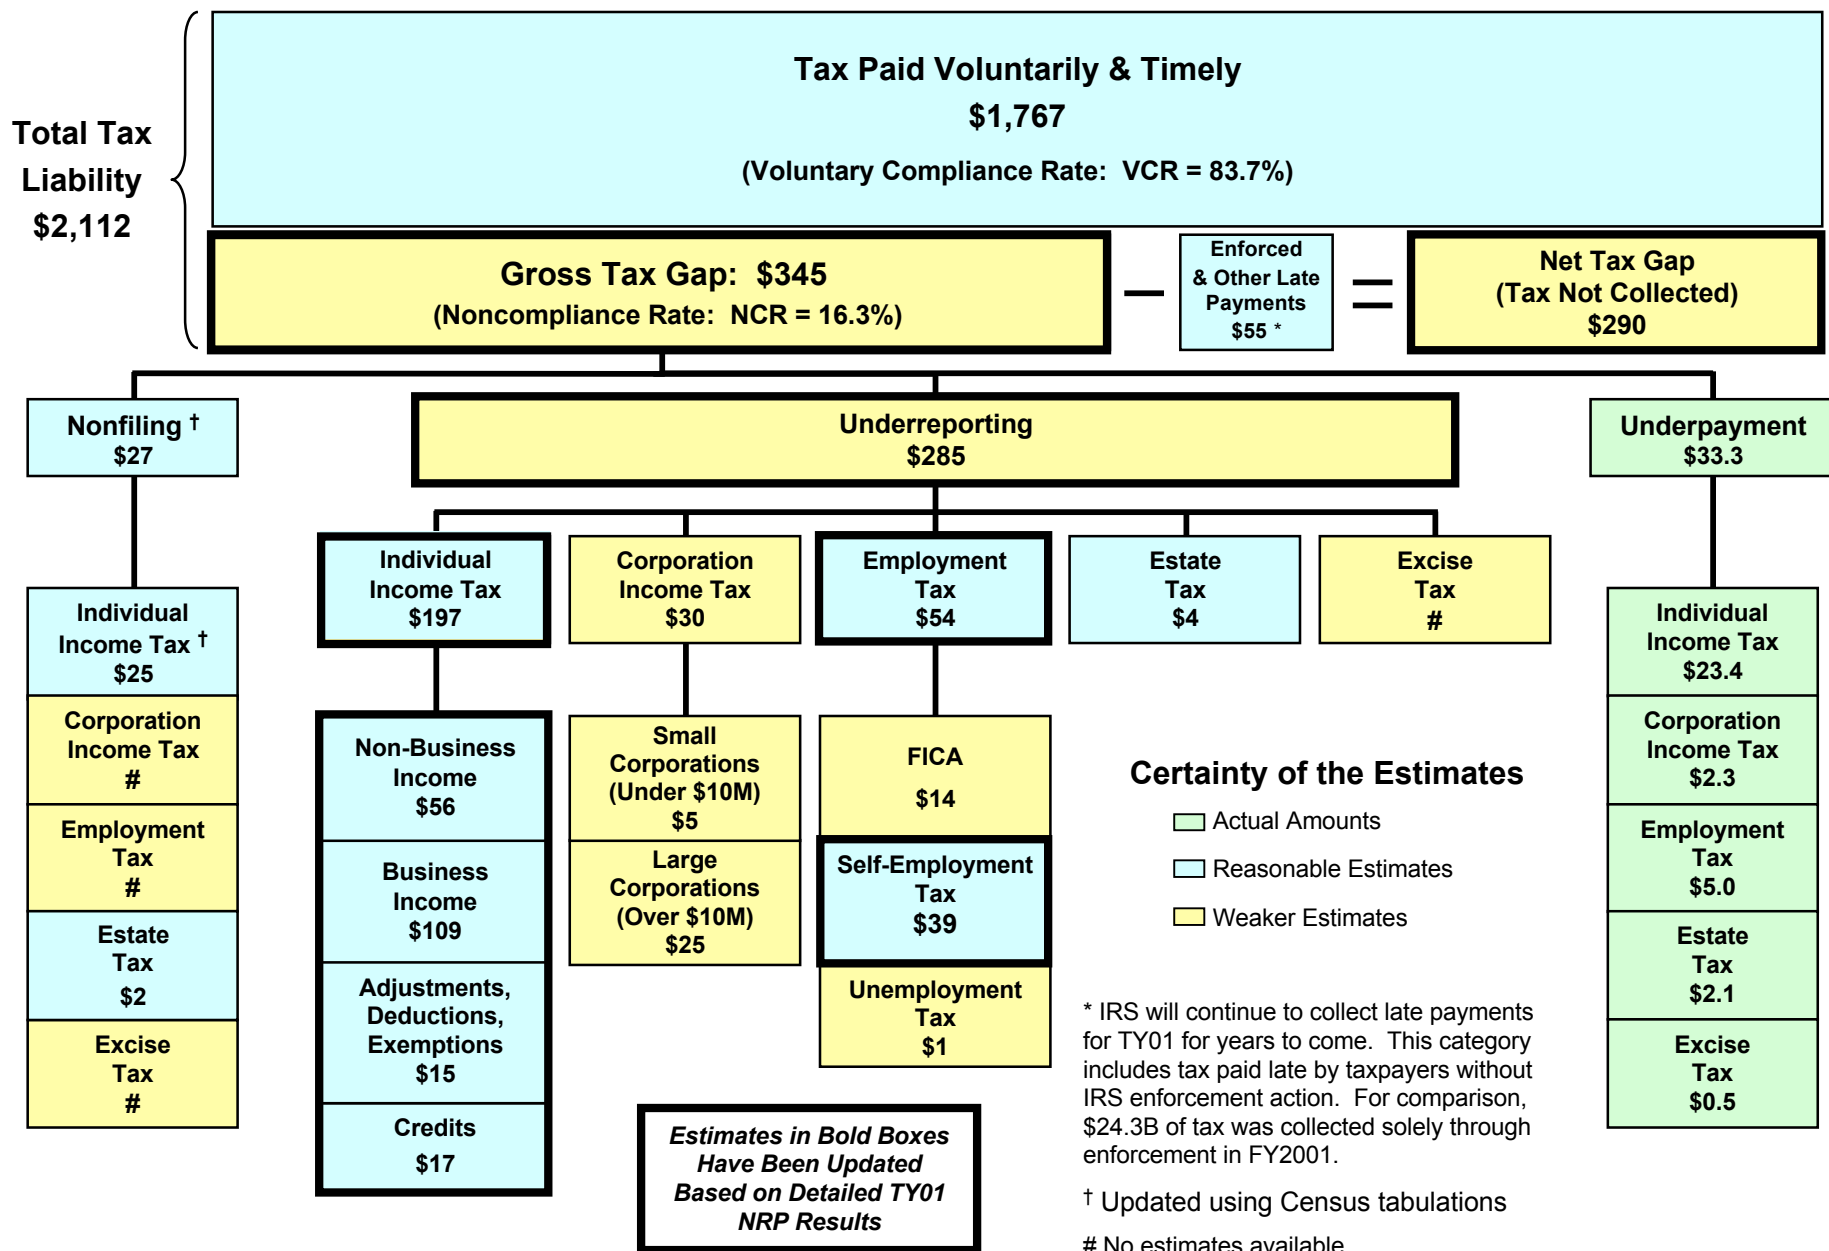 Tax Paid Voluntarily & Timely
$1,767
(Voluntary Compliance Rate:  VCR = 83.7%)
Total Tax
Liability
$2,112
Gross Tax Gap:  $345
(Noncompliance Rate:  NCR = 16.3%)
—
Enforced
& Other Late
Payments
$55 *
=
Net Tax Gap
(Tax Not Collected)
$290
Nonfiling †
$27
Underreporting
$285
Underpayment
$33.3
Individual
Income Tax †
$25
Corporation
Income Tax
#
Employment
Tax
#
Estate
Tax
$2
Excise
Tax
#
Individual
Income Tax
$197
Corporation
Income Tax
$30
Employment
Tax
$54
Estate
Tax
$4
Excise
Tax
#
Non-Business
Income
$56
Business
Income
$109
Adjustments,
Deductions,
Exemptions
$15
Credits
$17
Small
Corporations
(Under $10M)
$5
Large
Corporations
(Over $10M)
$25
FICA
$14
Self-Employment
Tax
$39
Unemployment
Tax
$1
Individual
Income Tax
$23.4
Corporation
Income Tax
$2.3
Employment
Tax
$5.0
Estate
Tax
$2.1
Excise
Tax
$0.5
Certainty of the Estimates
Actual Amounts
Reasonable Estimates
Weaker Estimates
Estimates in Bold Boxes
Have Been Updated
Based on Detailed TY01
NRP Results
* IRS will continue to collect late payments
for TY01 for years to come.  This category
includes tax paid late by taxpayers without
IRS enforcement action.  For comparison,
$24.3B of tax was collected solely through
enforcement in FY2001.
† Updated using Census tabulations
# No estimates available